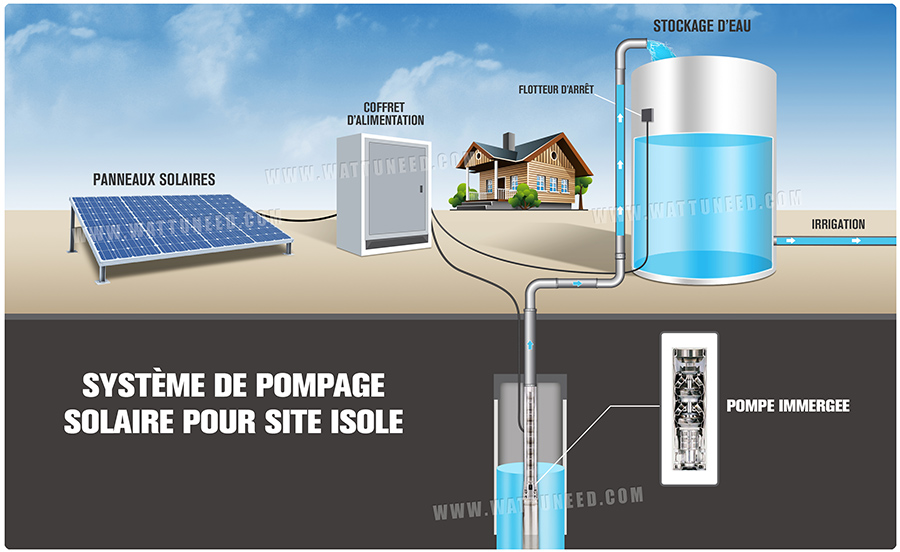 STOCKAGE D'EAU
FLOTTEUR D'ARRÊT
COFFRET
D'ALIMENTATION
WWW.WATTUNEED.COM
PANNEAUX SOLAIRES
WWW.WATTUNEED.COM
WWW.WATTUNEED.COM
IRRIGATION
SYSTÈME DE POMPAGE
SOLAIRE POUR SITE ISOLE
POMPE IMMERGEE
WWW.WATTUNEED.COM